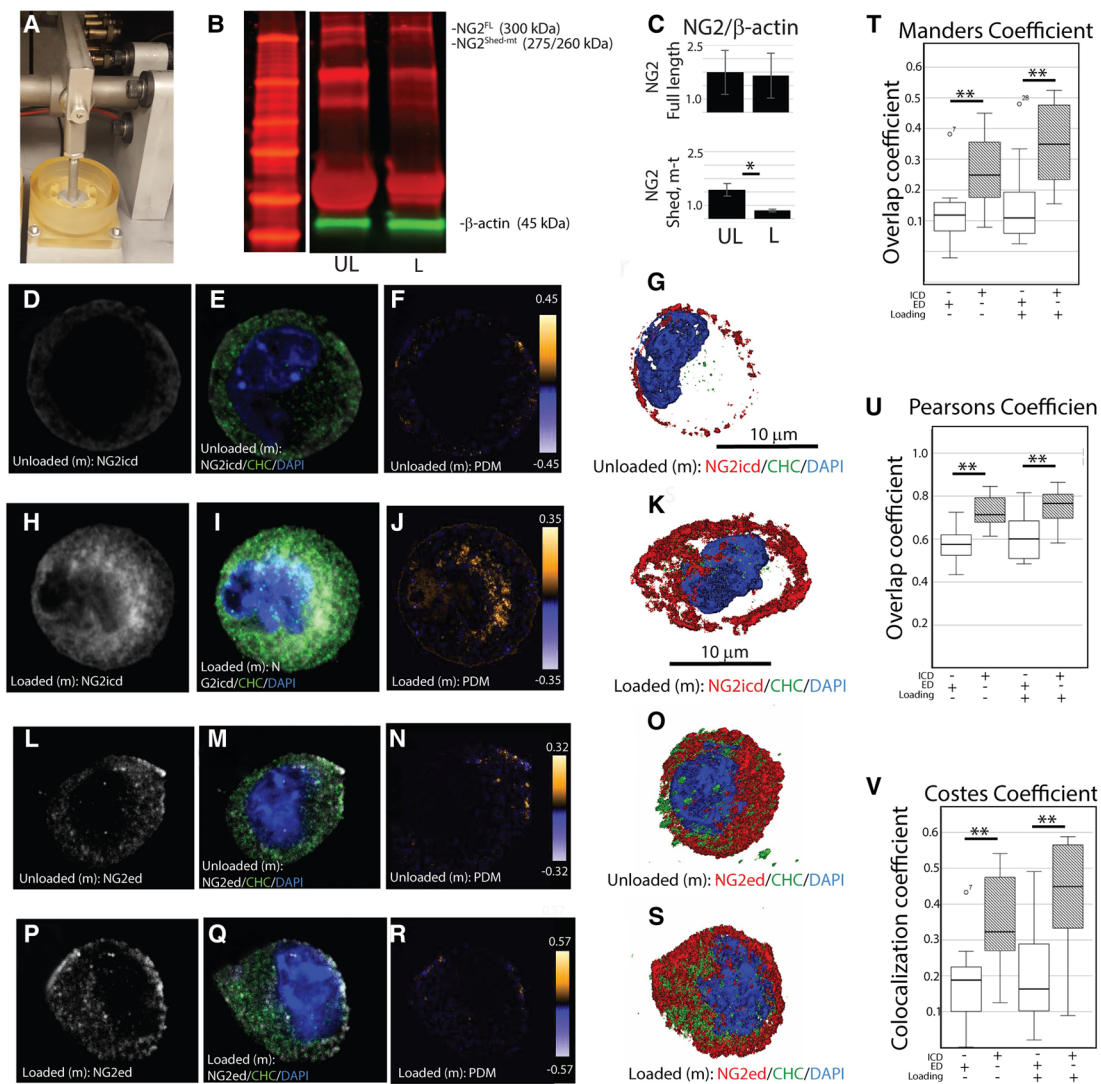 A
B
-NG2FL (300 kDa)
-NG2Shed-mt (275/260 kDa)
-β-actin (45 kDa)
UL
L
C
NG2/β-actin
NG2
Full length
2.5
1.0
NG2
Shed, m-t
2.5
1.0
*
UL
L
D
Unloaded (m): NG2icd
E
Unloaded (m):
NG2icd/CHC/DAPI
F
Unloaded (m): PDM
0.45
-0.45
G
10 μm
Unloaded (m): NG2icd/CHC/DAPI
H
Loaded (m): NG2icd
I
Loaded (m): N
G2icd/CHC/DAPI
J
Loaded (m): PDM
0.35
-0.35
K
10 μm
Loaded (m): NG2icd/CHC/DAPI
L
Unloaded (m): NG2ed
M
Unloaded (m):
NG2ed/CHC/DAPI
N
Unloaded (m): PDM
0.32
-0.32
O
Unloaded (m): NG2ed/CHC/DAPI
P
Loaded (m): NG2ed
Q
Loaded (m):
NG2ed/CHC/DAPI
R
Loaded (m): PDM
0.57
-0.57
S
Loaded (m): NG2ed/CHC/DAPI
T
Manders Coefficient
Overlap coefficient
0.6
0.5
0.4
0.3
0.2
0.1
7
28
**
**
ICD - + - +
ED + - + -
Loading - - + +
U
Pearsons Coefficien
Overlap coefficient
1.0
0.8
0.6
0.4
0.2
**
**
ICD - + - +
ED + - + -
Loading - - + +
V
Costes Coefficient
Colocalization coefficient
0.6
0.5
0.4
0.3
0.2
0.1
7
**
**
ICD - + - +
ED + - + -
Loading - - + +